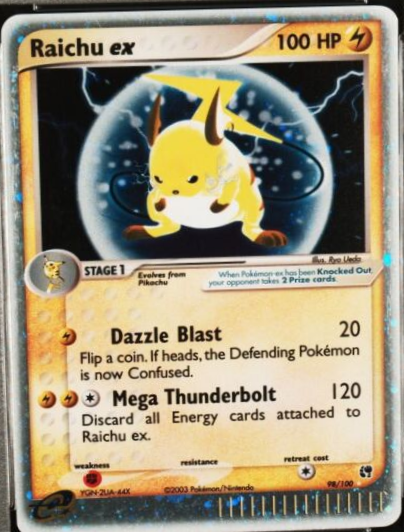 Raichu ex 100 HP
Illus. Ryo Ueda
STAGE 1 Evolves from Pikachu
When Pokémon-ex has been Knocked Out, your opponent takes 2 Prize cards.
Dazzle Blast 20
Flip a coin. If heads, the Defending Pokémon
is now Confused.
Mega Thunderbolt 120
Discard all Energy cards attached to
Raichu ex.
weakness resistance retreat cost
YGN-2UA-44X ©2003 Pokémon/Nintendo 98/100